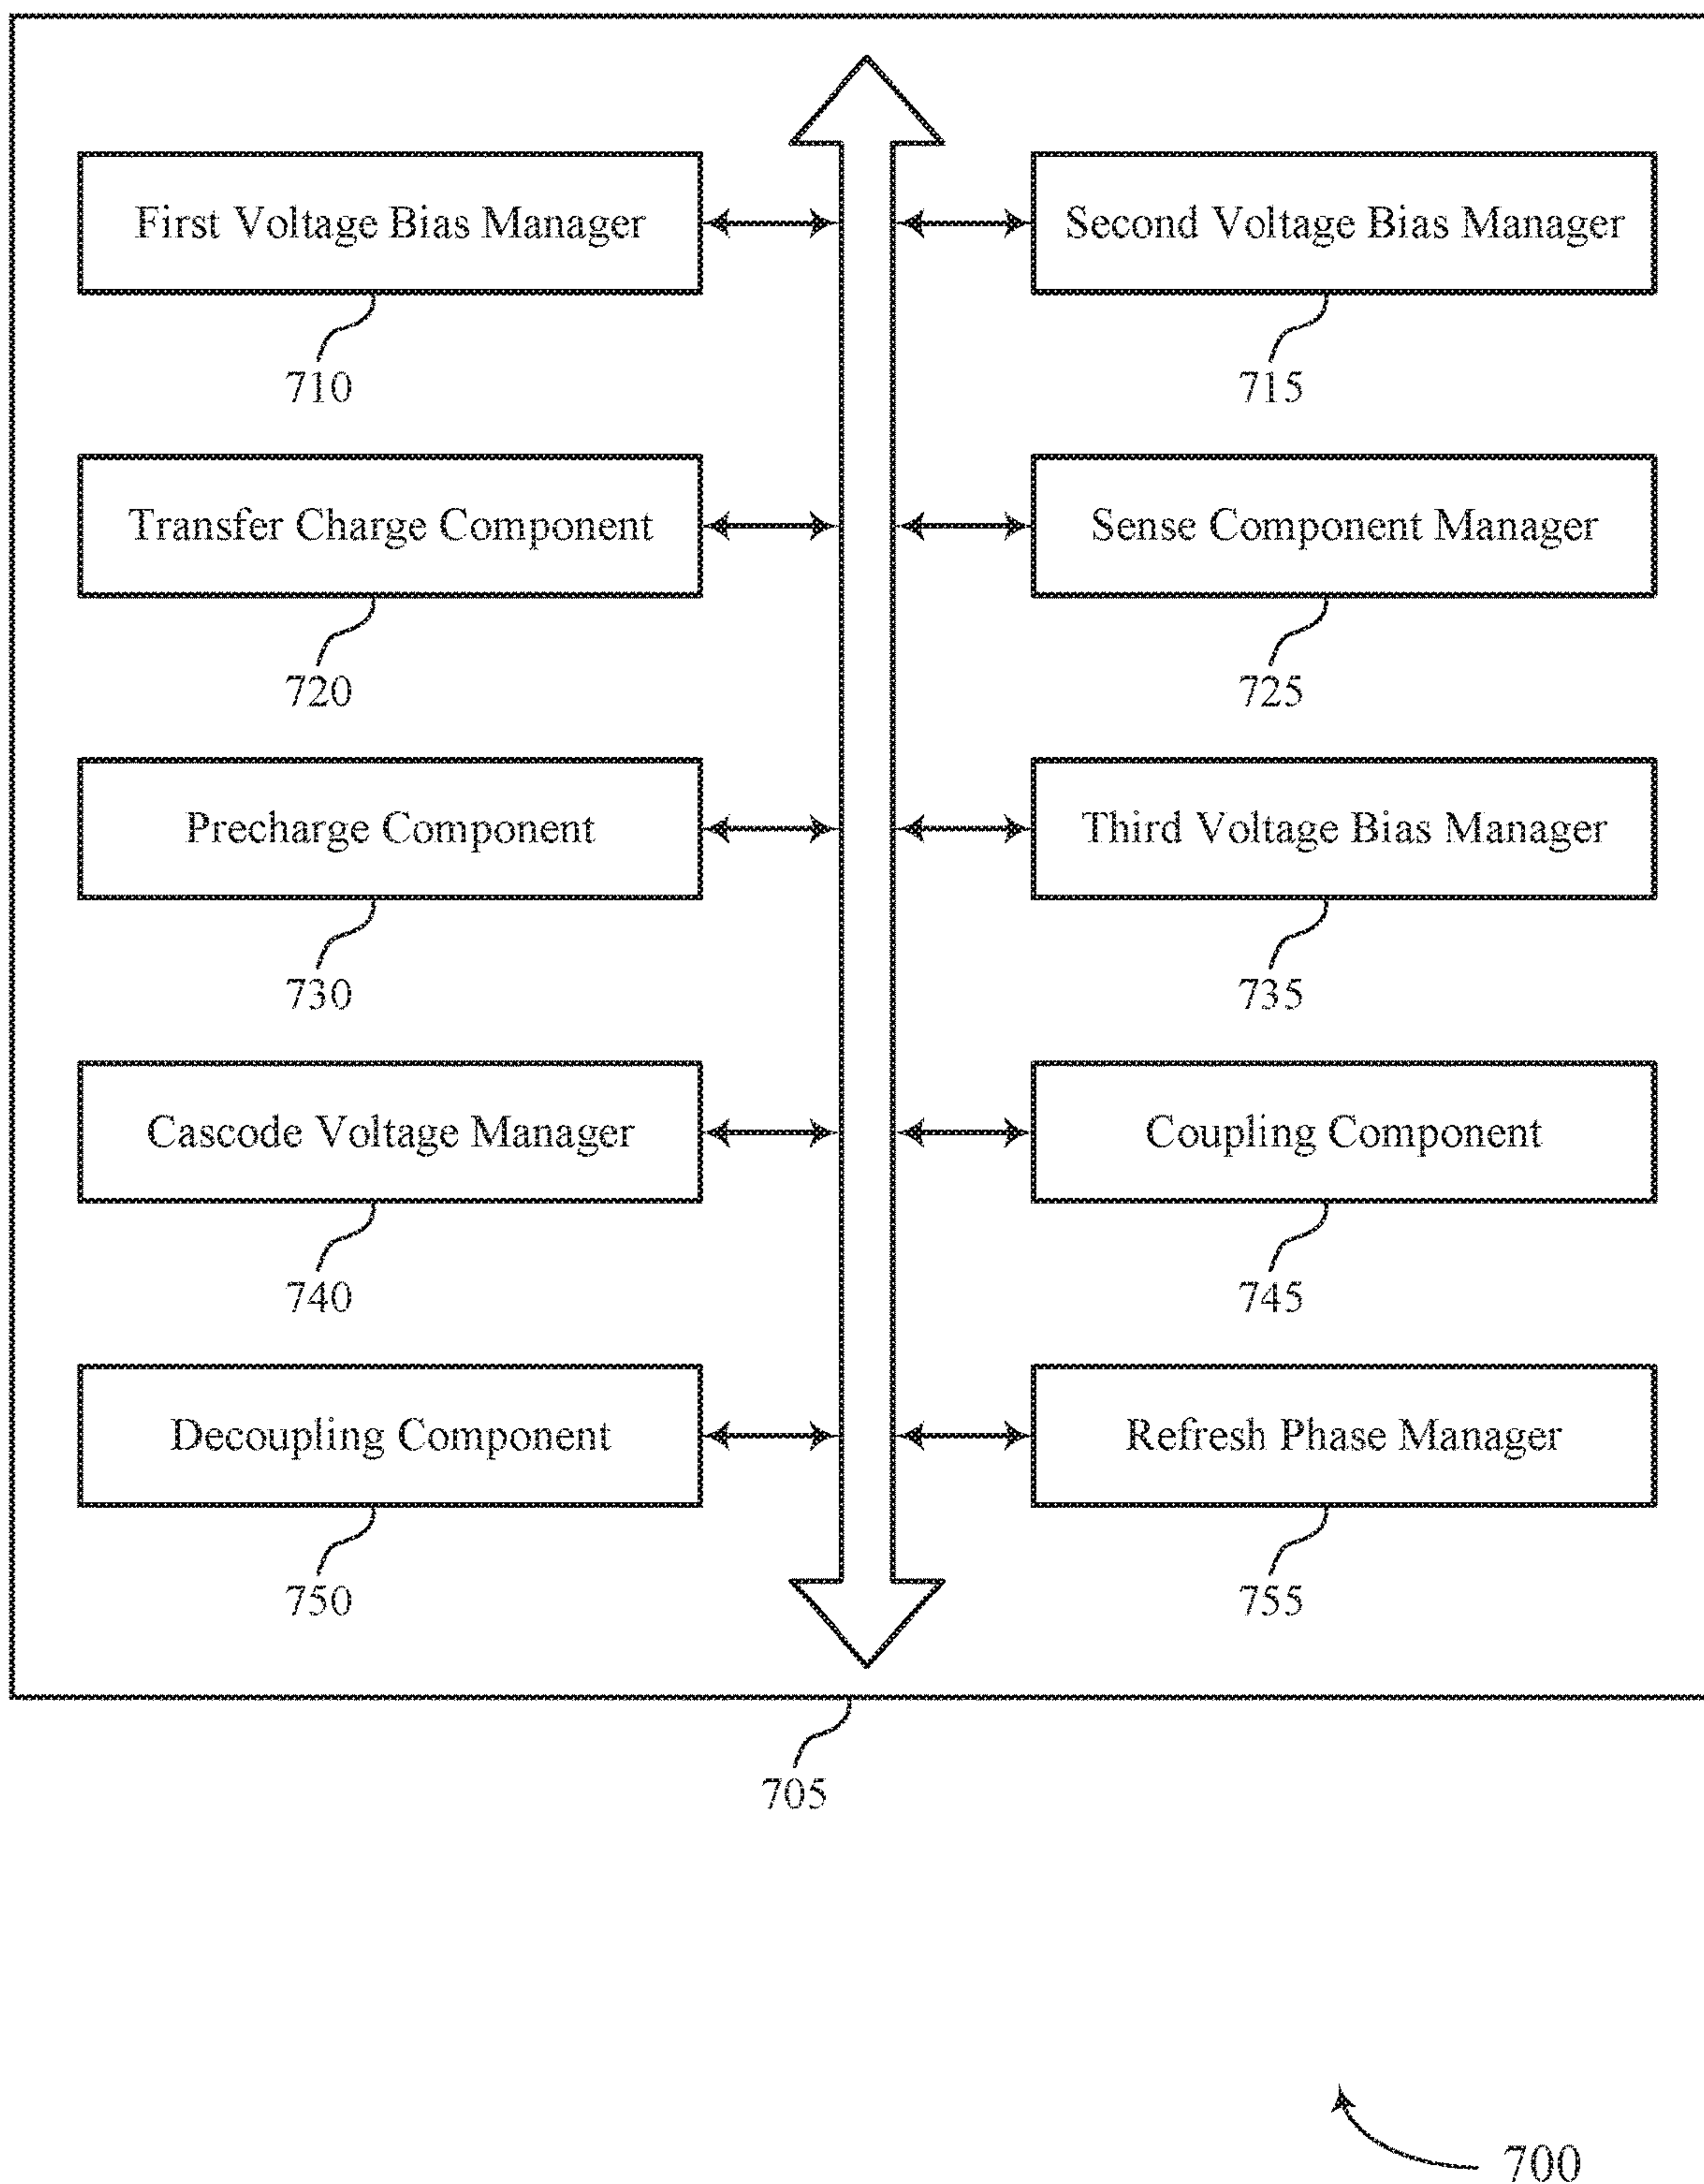 First Voltage Bias Manager
Second Voltage Bias Manager
710
715
Transfer Charge Component
Sense Component Manager
720
725
Precharge Component
Third Voltage Bias Manager
730
735
Cascode Voltage Manager
Coupling Component
740
745
Decoupling Component
Refresh Phase Manager
750
755
705
700